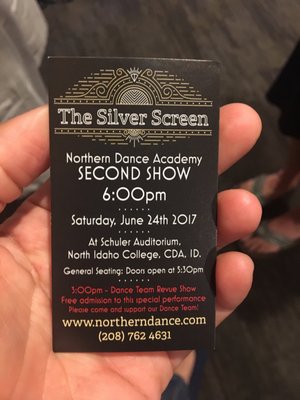 The Silver Screen
Northern Dance Academy
SECOND SHOW
6:00pm
Saturday, June 24th 2017
At Schuler Auditorium,
North Idaho College. CDA, ID.
General Seating: Doors open at 5:30pm
3:00pm - Dance Team Revue Show
Free admission to this special performance
Please come and support our Dance Team!
www.northerndance.com
(208) 762 4631